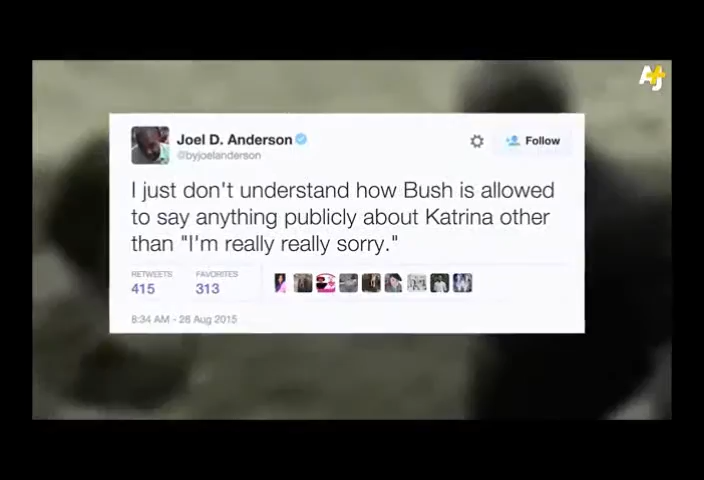 AJ+
Joel D. Anderson
@byjoelanderson
Follow
I just don't understand how Bush is allowed
to say anything publicly about Katrina other
than "I'm really really sorry."
RETWEETS FAVORITES
415 313
8:34 AM - 28 Aug 2015